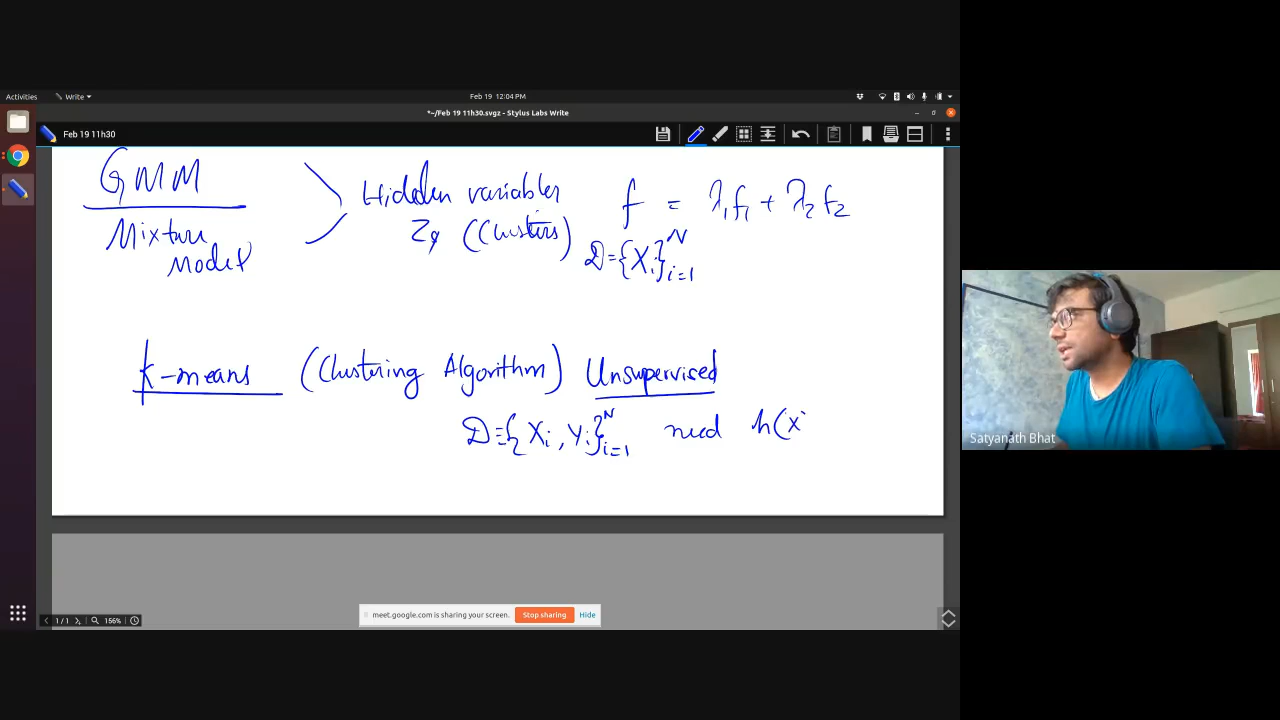 Activities
Write
Feb 19 12:04 PM
*~/Feb 19 11h30.svgz - Stylus Labs Write
Feb 19 11h30
GMM
Mixture
Model
Hidden variables
(Clusters)
f = λ₁f₁ + λ₂f₂
D={Xᵢ}ᴺᵢ₌₁
K-means (Clustering Algorithm) Unsupervised
D={Xᵢ, Yᵢ}ᴺᵢ₌₁ need h(x
Satyanath Bhat
meet.google.com is sharing your screen. Stop sharing Hide
1/1 156%